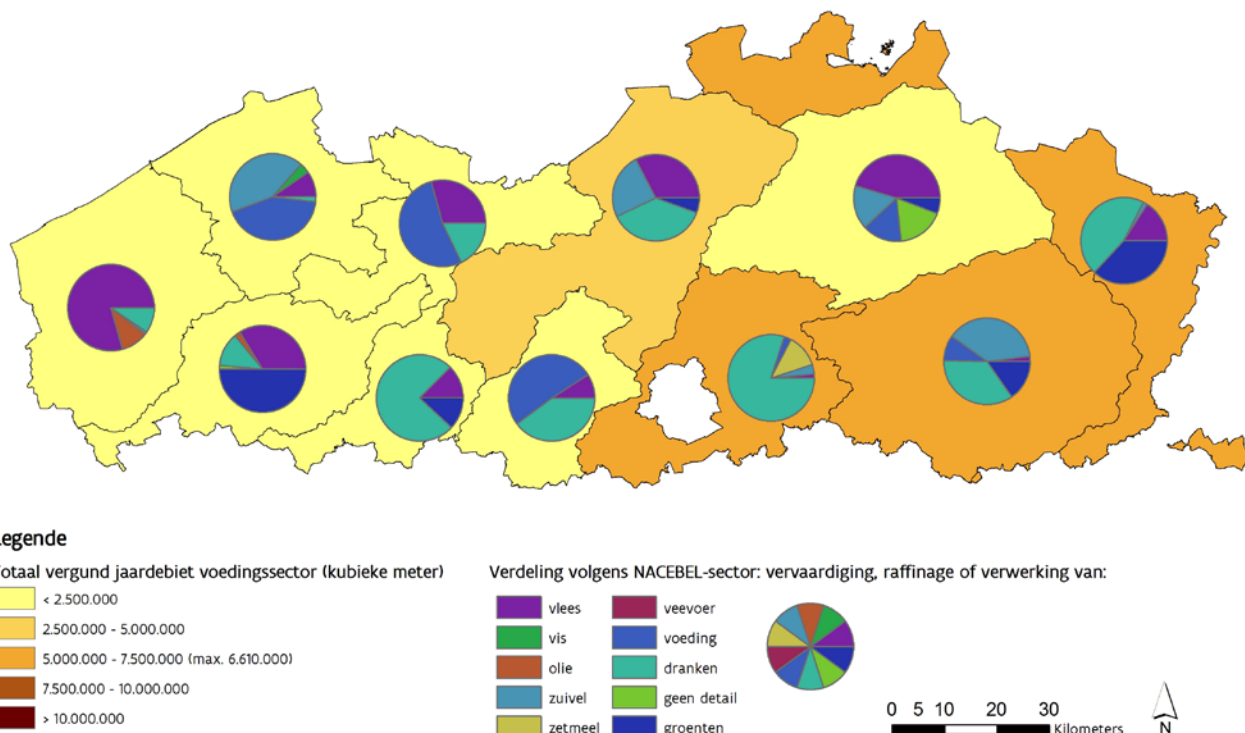 egende
otaal vergund jaardebiet voedingssector (kubieke meter)
< 2.500.000
2.500.000 - 5.000.000
5.000.000 - 7.500.000 (max. 6.610.000)
7.500.000 - 10.000.000
> 10.000.000
Verdeling volgens NACEBEL-sector: vervaardiging, raffinage of verwerking van:
vlees
vis
olie
zuivel
zetmeel
veevoer
voeding
dranken
geen detail
groenten
0 5 10 20 30
Kilometers
N